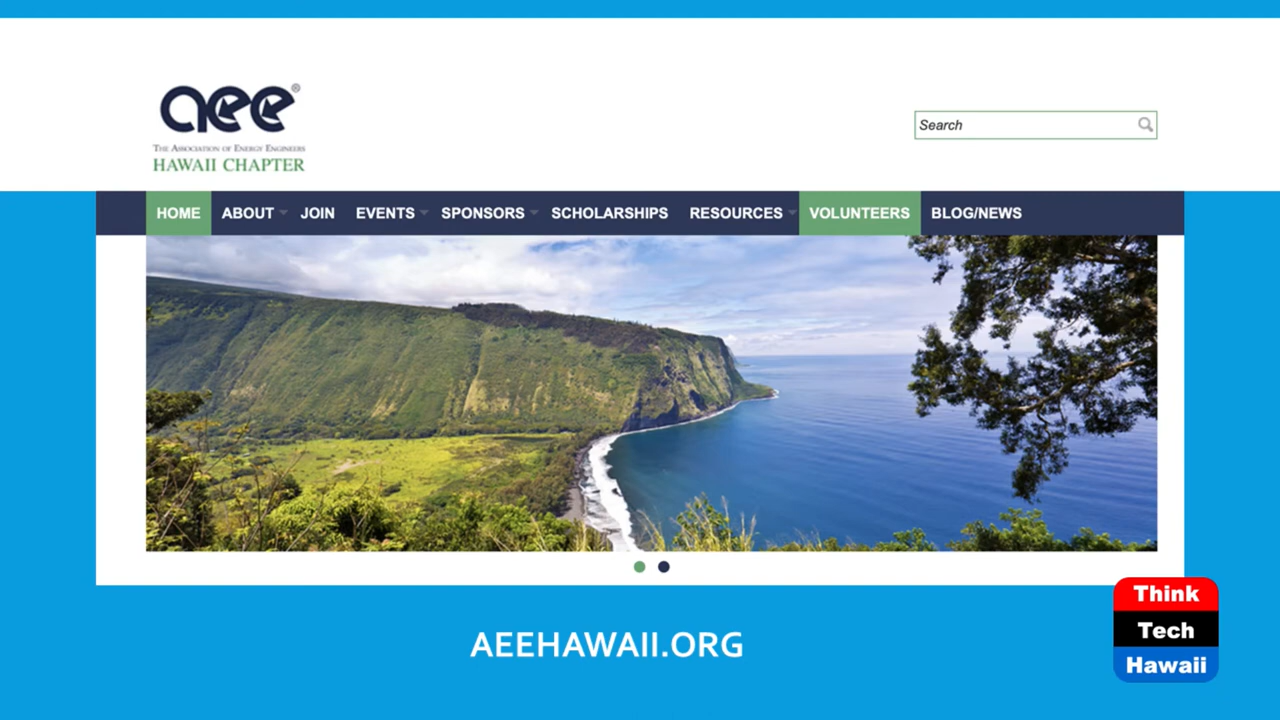 aee®
THE ASSOCIATION OF ENERGY ENGINEERS
HAWAII CHAPTER
Search
HOME ABOUT JOIN EVENTS SPONSORS SCHOLARSHIPS RESOURCES VOLUNTEERS BLOG/NEWS
AEEHAWAII.ORG
Think
Tech
Hawaii